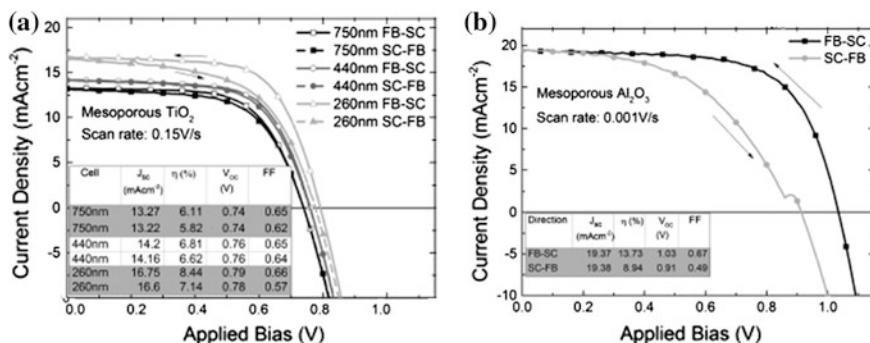 (a)
Current Density (mAcm-2)
20
15
10
5
0
-5
750nm FB-SC
750nm SC-FB
440nm FB-SC
440nm SC-FB
260nm FB-SC
260nm SC-FB
Mesoporous TiO2
Scan rate: 0.15V/s
Cell Jsc (mAcm-2) η (%) Voc (V) FF
750nm 13.27 6.11 0.74 0.65
750nm 13.22 5.82 0.74 0.62
440nm 14.2 6.81 0.76 0.65
440nm 14.16 6.62 0.76 0.64
260nm 16.75 8.44 0.79 0.66
260nm 16.6 7.14 0.78 0.57
0.0 0.2 0.4 0.6 0.8 1.0
Applied Bias (V)
(b)
Current Density (mAcm-2)
20
15
10
5
0
-5
-10
FB-SC
SC-FB
Mesoporous Al2O3
Scan rate: 0.001V/s
Direction Jsc (mAcm-2) η (%) Voc (V) FF
FB-SC 19.37 13.73 1.03 0.67
SC-FB 19.38 8.94 0.91 0.49
0.0 0.2 0.4 0.6 0.8 1.0
Applied Bias (V)